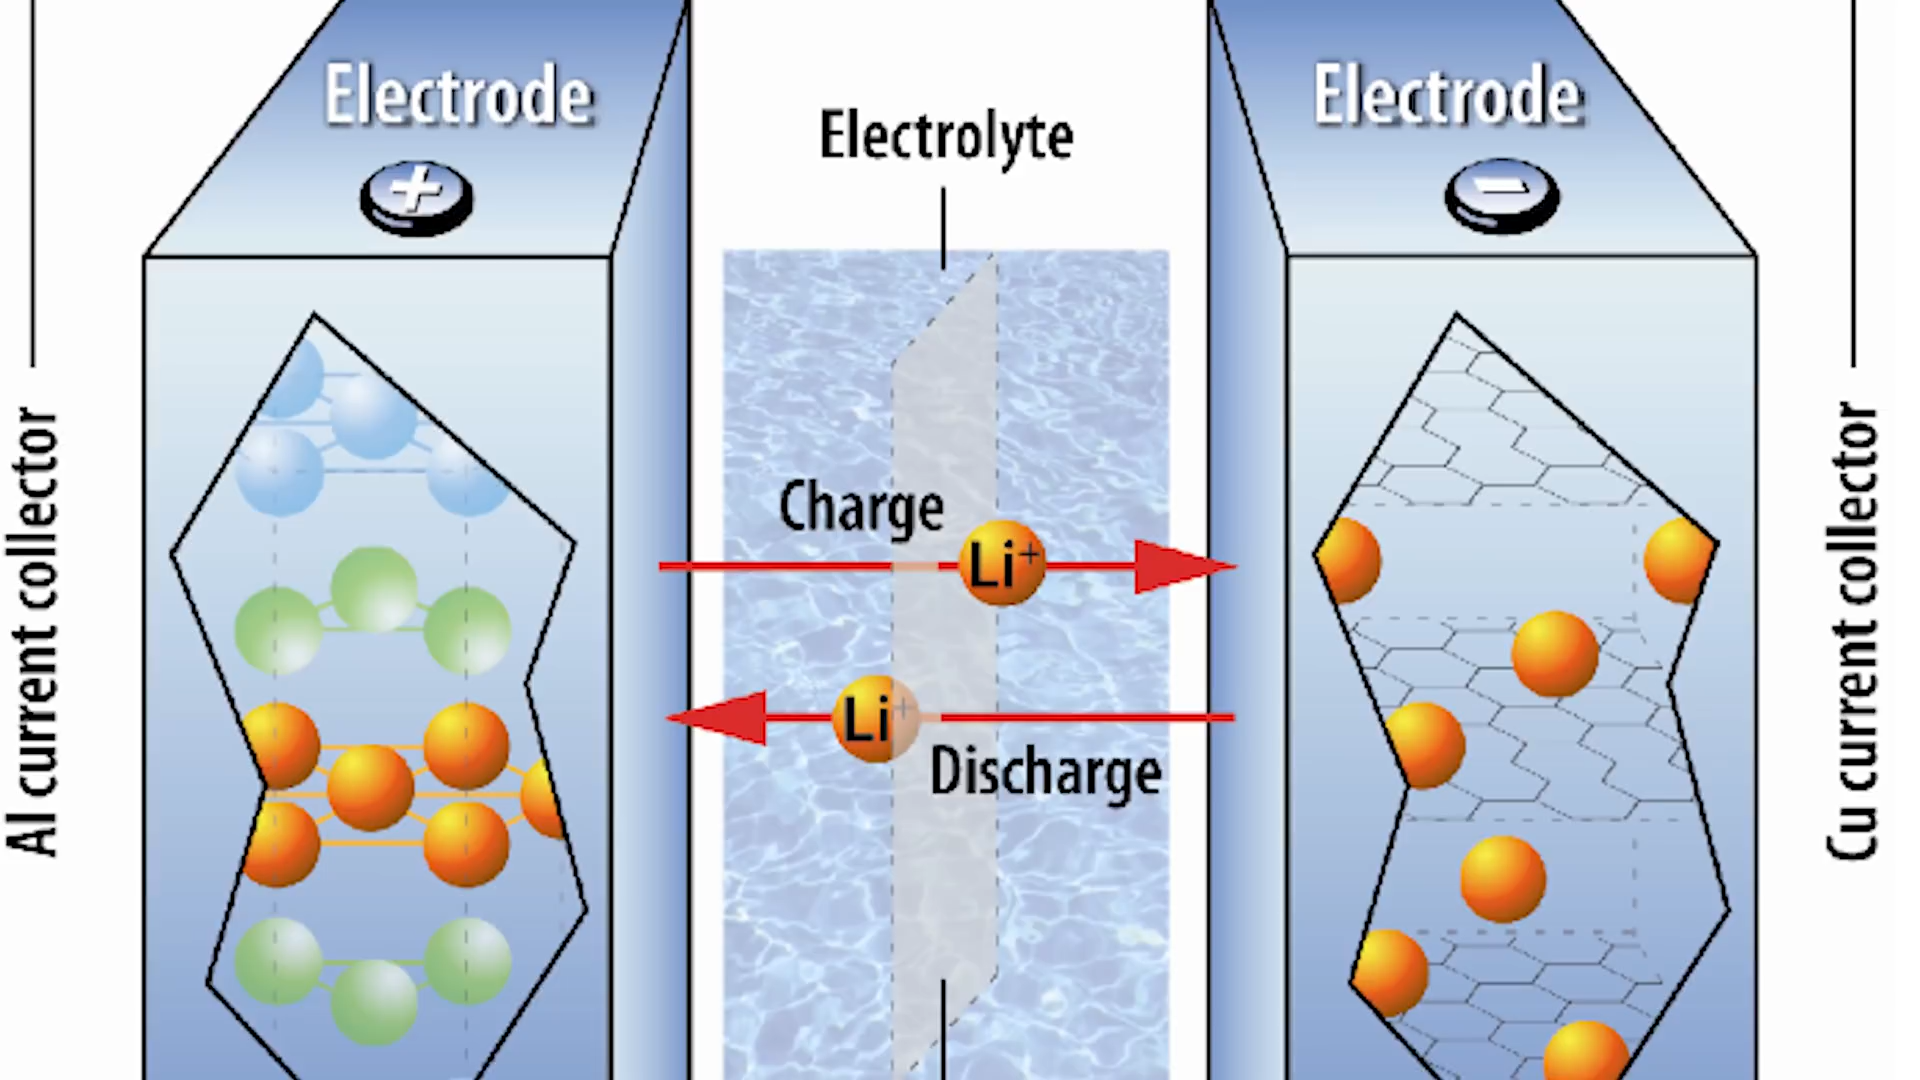 Electrode
+
Electrolyte
Electrode
−
Al current collector
Charge
Li+
Li+
Discharge
Cu current collector